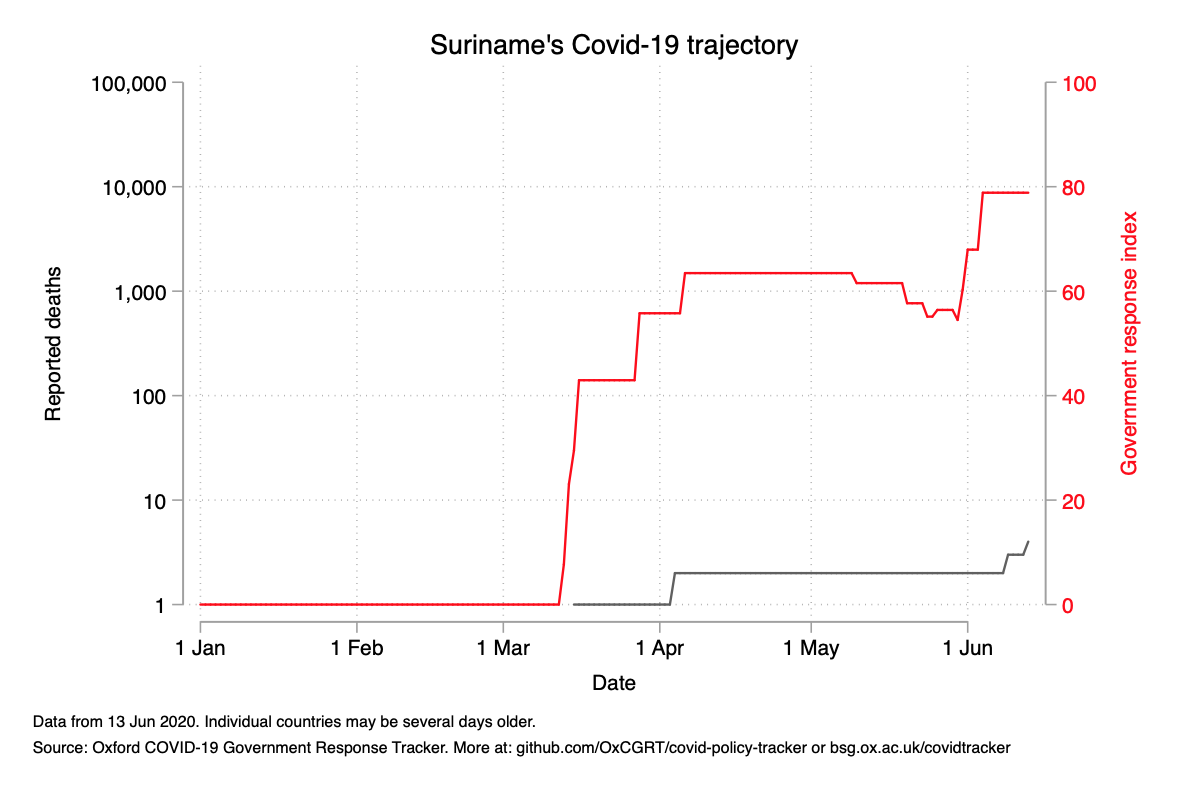 Suriname's Covid-19 trajectory
100,000
10,000
1,000
100
10
1
Reported deaths
100
80
60
40
20
0
Government response index
1 Jan
1 Feb
1 Mar
1 Apr
1 May
1 Jun
Date
Data from 13 Jun 2020. Individual countries may be several days older.
Source: Oxford COVID-19 Government Response Tracker. More at: github.com/OxCGRT/covid-policy-tracker or bsg.ox.ac.uk/covidtracker